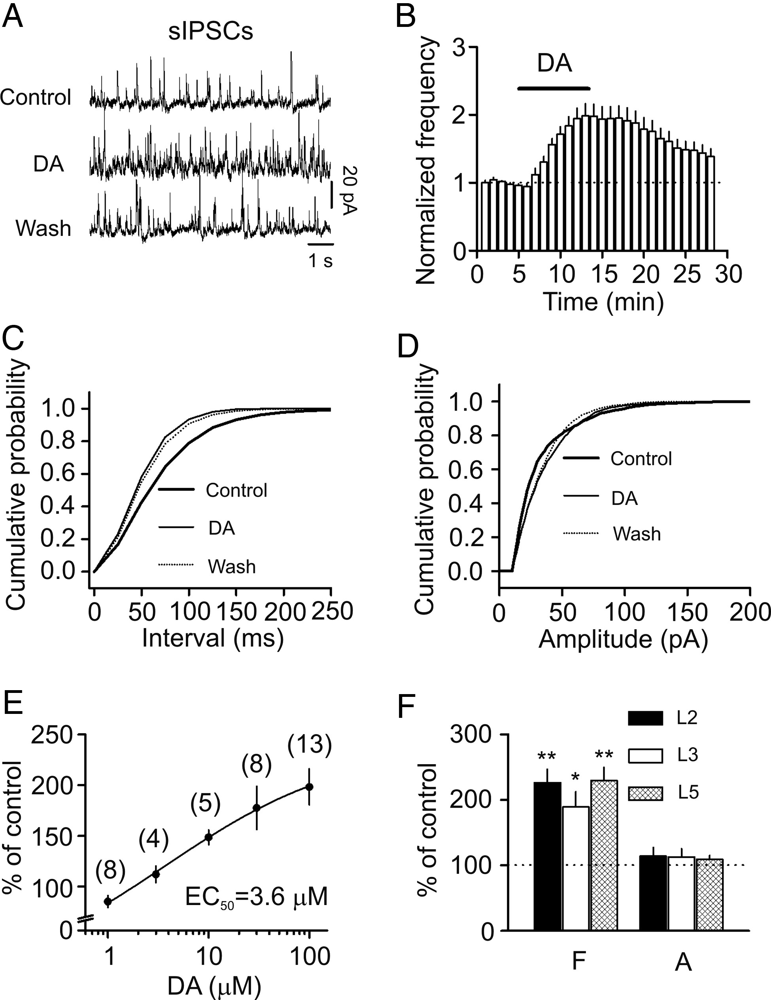 A
sIPSCs
Control
DA
Wash
20 pA
1 s
B
Normalized frequency
3
2
1
0
DA
0 5 10 15 20 25 30
Time (min)
C
Cumulative probability
1.0
0.8
0.6
0.4
0.2
0.0
Control
DA
Wash
0 50 100 150 200 250
Interval (ms)
D
Cumulative probability
1.0
0.8
0.6
0.4
0.2
0.0
Control
DA
Wash
0 50 100 150 200
Amplitude (pA)
E
% of control
250
200
150
100
0
(8)
(4)
(5)
(8)
(13)
EC50=3.6 μM
1 10 100
DA (μM)
F
% of control
300
200
100
0
** * **
L2
L3
L5
F A